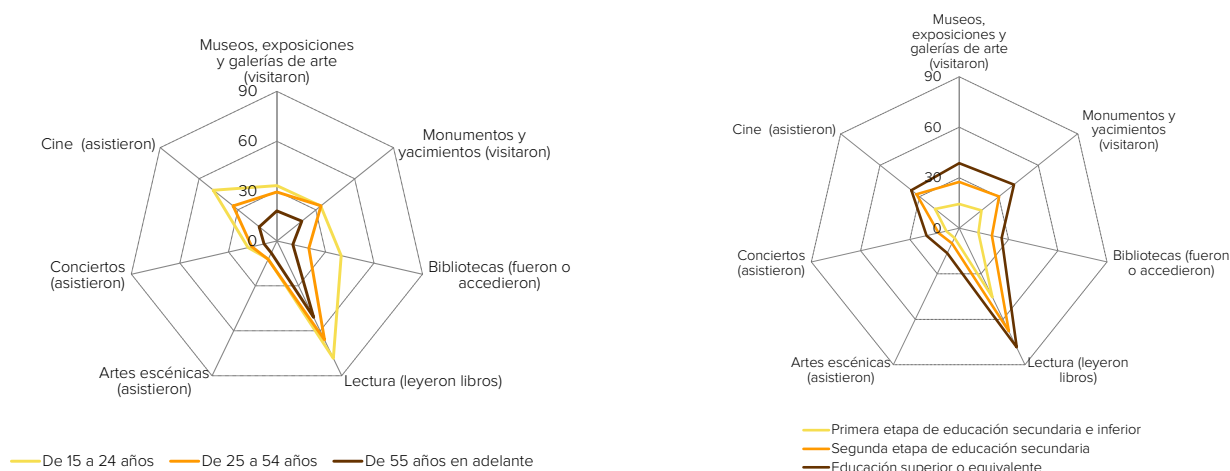 Museos, exposiciones
y galerías de arte
(visitaron)
90
60
30
0
Monumentos y
yacimientos (visitaron)
Bibliotecas (fueron o
accedieron)
Lectura (leyeron libros)
Artes escénicas
(asistieron)
Conciertos
(asistieron)
Cine (asistieron)
De 15 a 24 años
De 25 a 54 años
De 55 años en adelante
Museos,
exposiciones y
galerías de arte
(visitaron)
90
60
30
0
Monumentos y
yacimientos
(visitaron)
Bibliotecas (fueron
o accedieron)
Lectura (leyeron
libros)
Artes escénicas
(asistieron)
Conciertos
(asistieron)
Cine (asistieron)
Primera etapa de educación secundaria e inferior
Segunda etapa de educación secundaria
Educación superior o equivalente